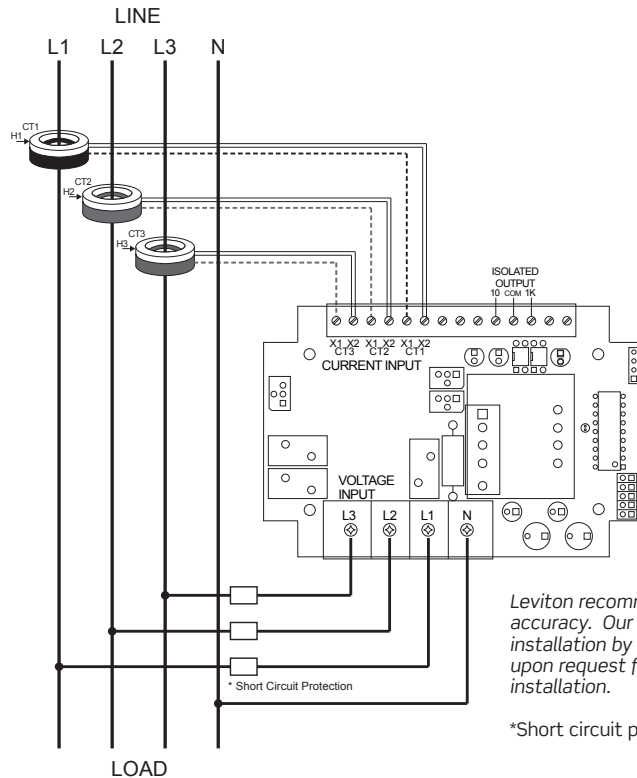 LINE
L1 L2 L3 N
CT1
H1
CT2
H2
CT3
H3
ISOLATED
OUTPUT
10 COM 1K
X1 X2 X1 X2 X1 X2
CT3 CT2 CT1
CURRENT INPUT
VOLTAGE
INPUT
L3 L2 L1 N
Leviton recomm
accuracy. Our
installation by
upon request f
installation.
* Short Circuit Protection
*Short circuit p
LOAD